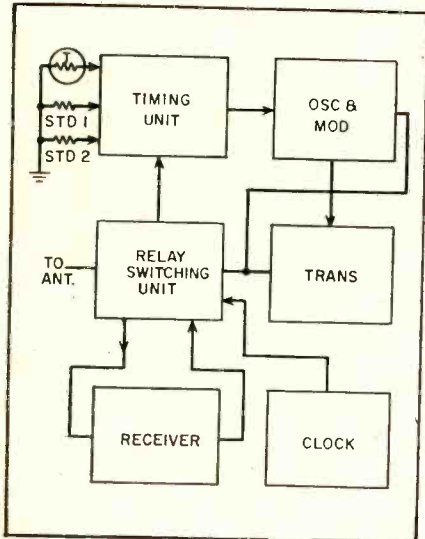 T
TIMING
UNIT
OSC &
MOD
STD 1
STD 2
TO
ANT.
RELAY
SWITCHING
UNIT
TRANS
RECEIVER
CLOCK